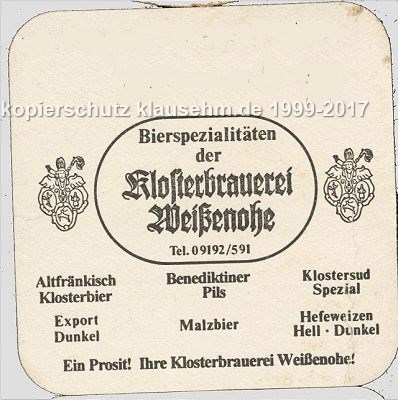 kopierschutz klausehm.de 1999-2017
Bierspezialitäten
der
Klosterbrauerei
Weißenohe
Tel. 09192/591
Altfränkisch
Klosterbier
Benediktiner
Pils
Klostersud
Spezial
Export
Dunkel
Malzbier
Hefeweizen
Hell · Dunkel
Ein Prosit! Ihre Klosterbrauerei Weißenohe!